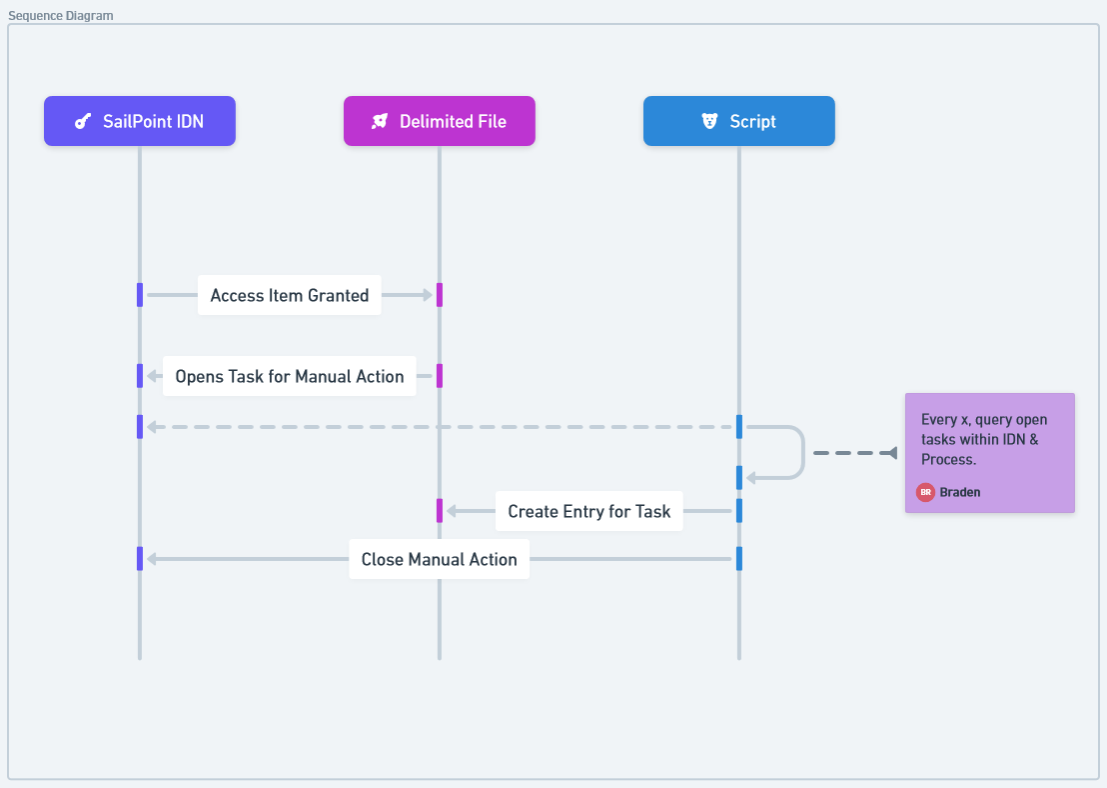 Sequence Diagram
SailPoint IDN
Delimited File
Script
Access Item Granted
Opens Task for Manual Action
Every x, query open
tasks within IDN &
Process.
BR Braden
Create Entry for Task
Close Manual Action